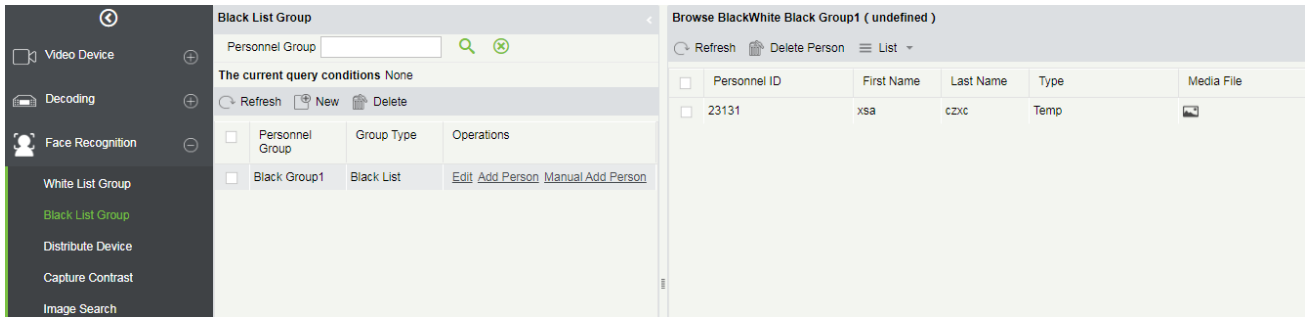 Video Device
Decoding
Face Recognition
White List Group
Black List Group
Distribute Device
Capture Contrast
Image Search
Black List Group
Personnel Group
The current query conditions None
Refresh New Delete
Personnel Group Group Type Operations
Black Group1 Black List Edit Add Person Manual Add Person
Browse BlackWhite Black Group1 ( undefined )
Refresh Delete Person List
Personnel ID First Name Last Name Type Media File
23131 xsa czxc Temp